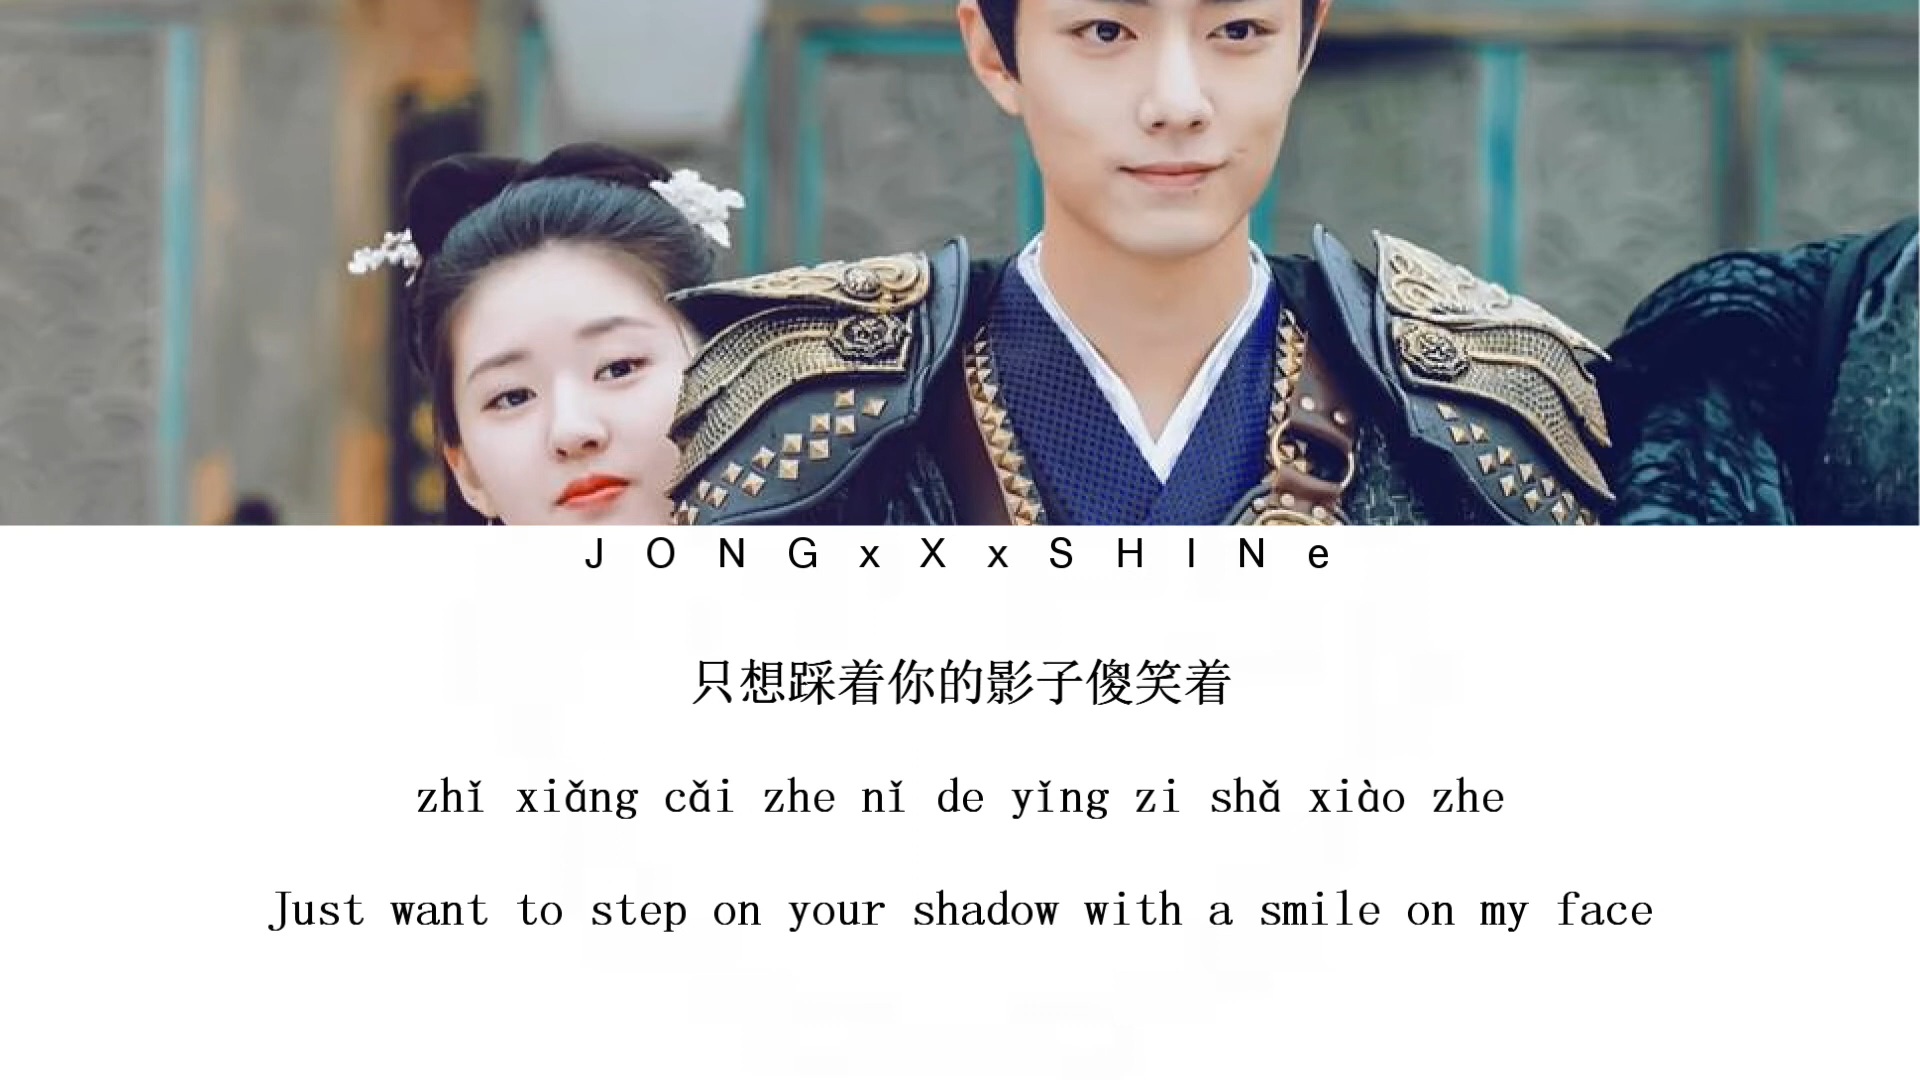 J O N G x X x S H I N e
只想踩着你的影子傻笑着
zhǐ xiǎng cǎi zhe nǐ de yǐng zi shǎ xiào zhe
Just want to step on your shadow with a smile on my face